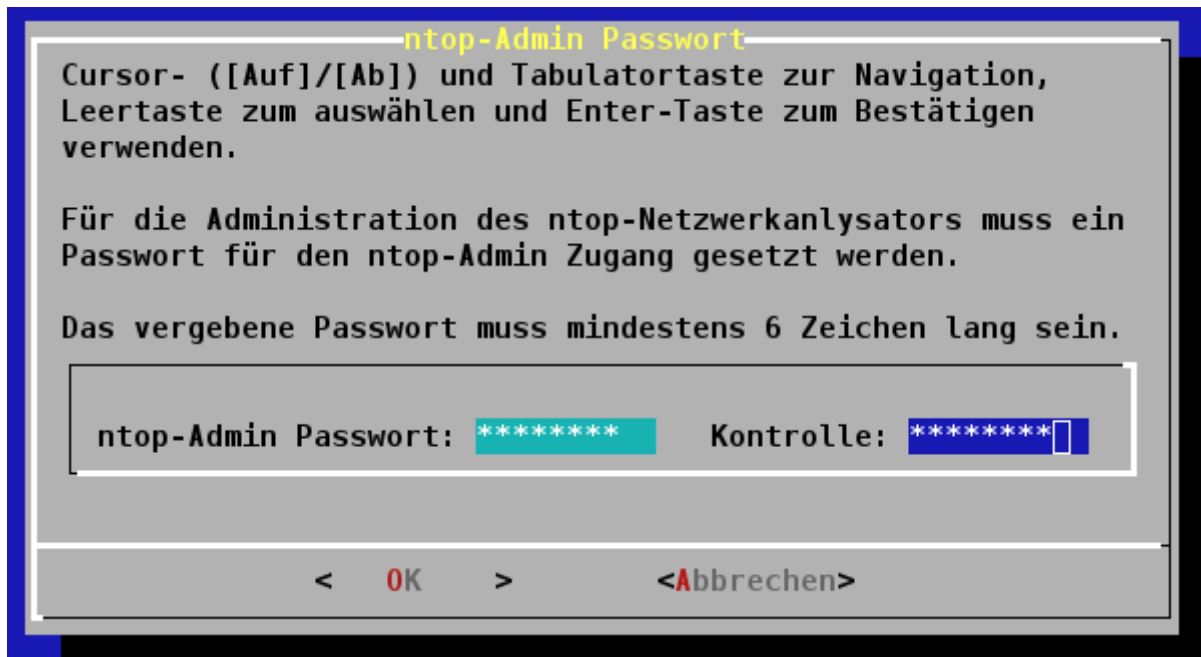 ntop-Admin Passwort
Cursor- ([Auf]/[Ab]) und Tabulatortaste zur Navigation,
Leertaste zum auswählen und Enter-Taste zum Bestätigen
verwenden.
Für die Administration des ntop-Netzwerkanlysators muss ein
Passwort für den ntop-Admin Zugang gesetzt werden.
Das vergebene Passwort muss mindestens 6 Zeichen lang sein.
ntop-Admin Passwort: ******** Kontrolle: ********
< OK > <Abbrechen>